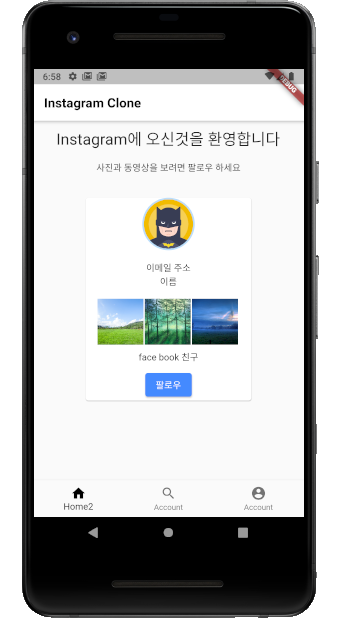 6:58
DEBUG
Instagram Clone
Instagram에 오신것을 환영합니다
사진과 동영상을 보려면 팔로우 하세요
이메일 주소
이름
face book 친구
팔로우
Home2 Account Account